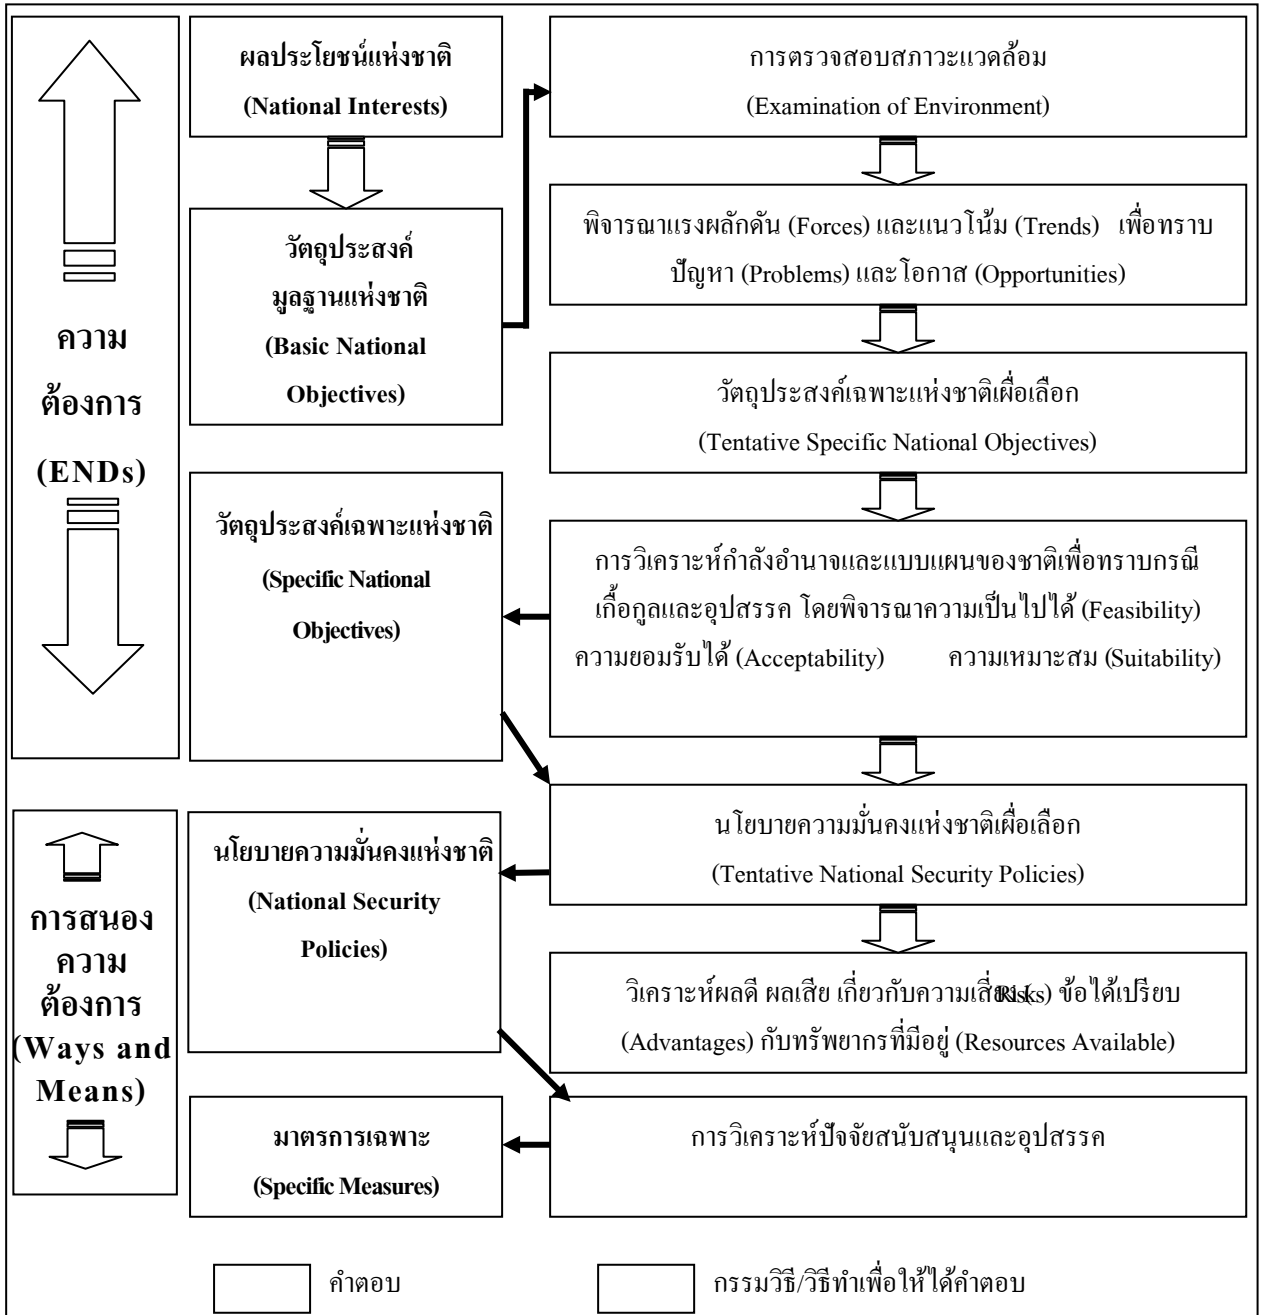 ความ
ต้องการ
(ENDs)
ผลประโยชน์แห่งชาติ
(National Interests)
วัตถุประสงค์
มูลฐานแห่งชาติ
(Basic National
Objectives)
การตรวจสอบสภาวะแวดล้อม
(Examination of Environment)
พิจารณาแรงผลักดัน (Forces) และแนวโน้ม (Trends) เพื่อทราบ
ปัญหา (Problems) และโอกาส (Opportunities)
วัตถุประสงค์เฉพาะแห่งชาติเผื่อเลือก
(Tentative Specific National Objectives)
การวิเคราะห์กำลังอำนาจและแบบแผนของชาติเพื่อทราบกรณี
เกื้อกูลและอุปสรรค โดยพิจารณาความเป็นไปได้ (Feasibility)
ความยอมรับได้ (Acceptability) ความเหมาะสม (Suitability)
วัตถุประสงค์เฉพาะแห่งชาติ
(Specific National
Objectives)
การสนอง
ความ
ต้องการ
(Ways and
Means)
นโยบายความมั่นคงแห่งชาติเผื่อเลือก
(Tentative National Security Policies)
นโยบายความมั่นคงแห่งชาติ
(National Security
Policies)
วิเคราะห์ผลดี ผลเสีย เกี่ยวกับความเสี่ยง (Risks) ข้อได้เปรียบ
(Advantages) กับทรัพยากรที่มีอยู่ (Resources Available)
การวิเคราะห์ปัจจัยสนับสนุนและอุปสรรค
มาตรการเฉพาะ
(Specific Measures)
คำตอบ
กรรมวิธี/วิธีทำเพื่อให้ได้คำตอบ